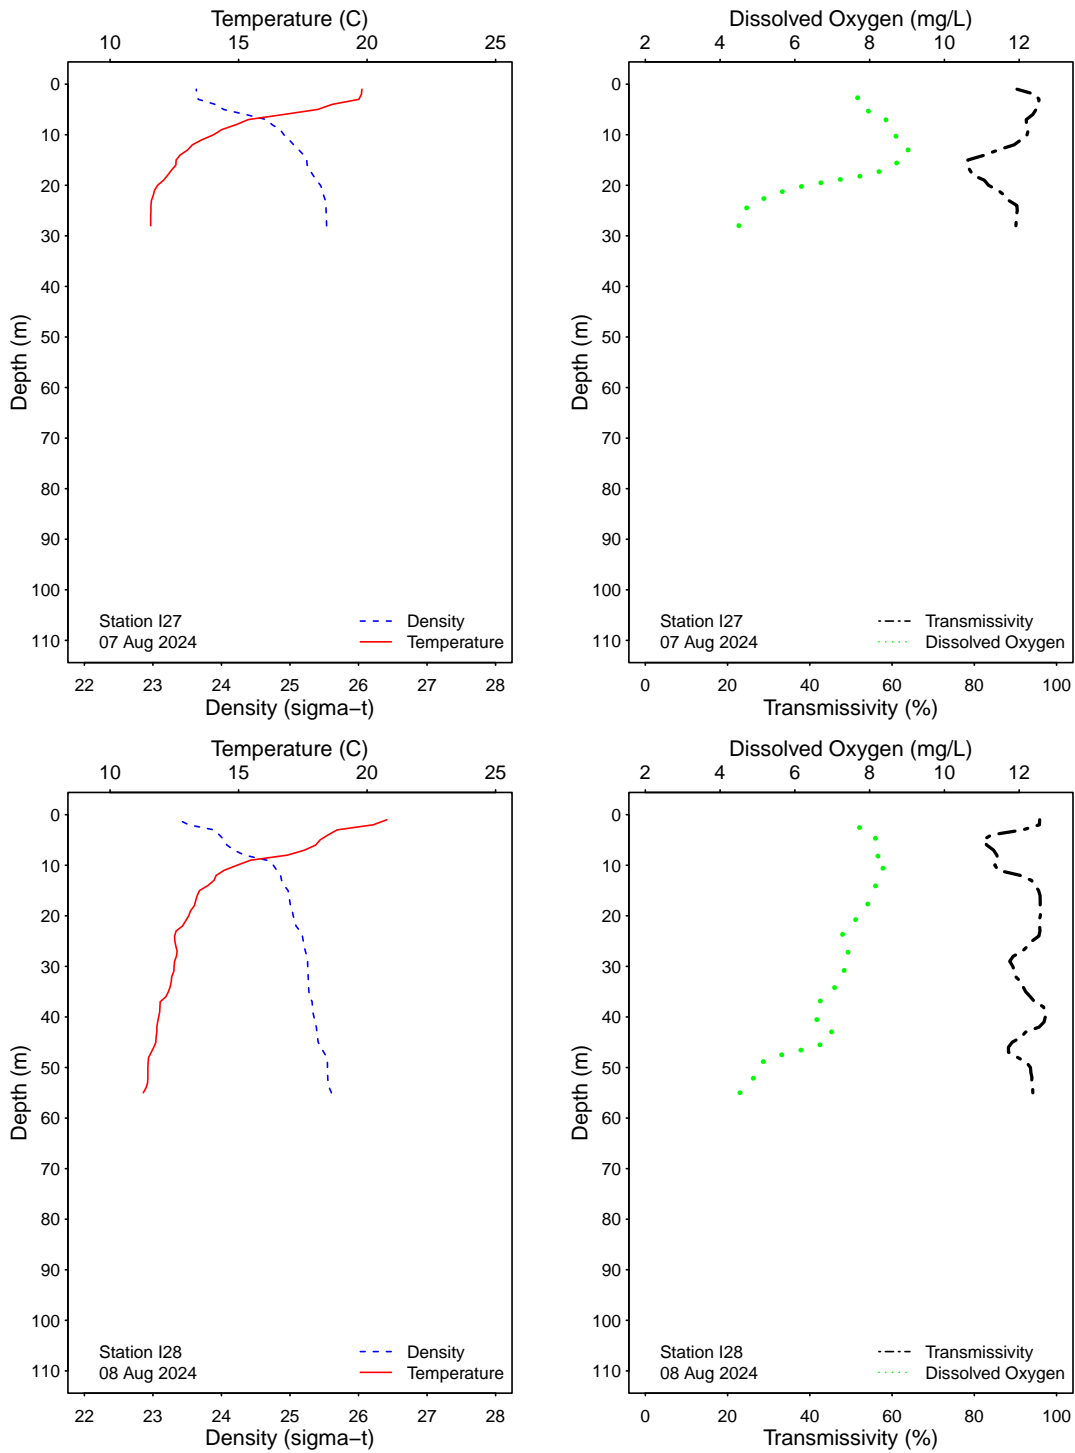 Temperature (C)
10 15 20 25
0
10
20
30
40
50
60
70
80
90
100
110
Depth (m)
Station I27
07 Aug 2024
Density
Temperature
22 23 24 25 26 27 28
Density (sigma−t)
Dissolved Oxygen (mg/L)
2 4 6 8 10 12
0
10
20
30
40
50
60
70
80
90
100
110
Depth (m)
Station I27
07 Aug 2024
Transmissivity
Dissolved Oxygen
0 20 40 60 80 100
Transmissivity (%)
Temperature (C)
10 15 20 25
0
10
20
30
40
50
60
70
80
90
100
110
Depth (m)
Station I28
08 Aug 2024
Density
Temperature
22 23 24 25 26 27 28
Density (sigma−t)
Dissolved Oxygen (mg/L)
2 4 6 8 10 12
0
10
20
30
40
50
60
70
80
90
100
110
Depth (m)
Station I28
08 Aug 2024
Transmissivity
Dissolved Oxygen
0 20 40 60 80 100
Transmissivity (%)